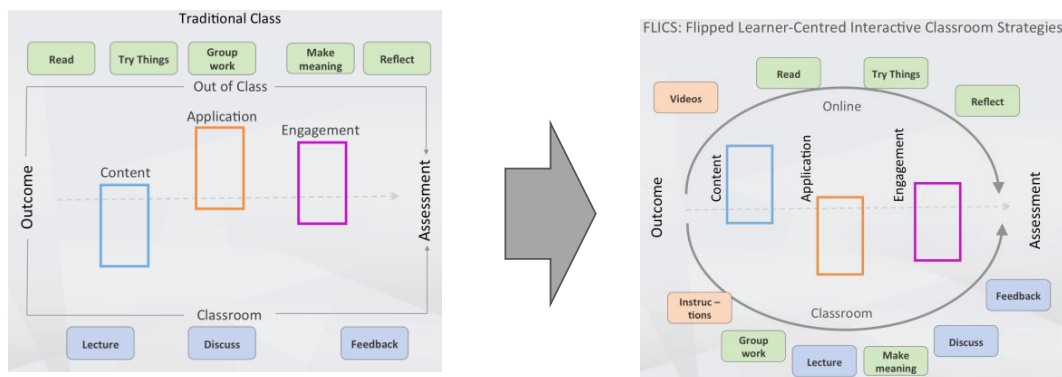 Traditional Class
Read
Try Things
Group
work
Make
meaning
Reflect
Out of Class
Application
Engagement
Content
Outcome
Assessment
Classroom
Lecture
Discuss
Feedback
FLICS: Flipped Learner-Centred Interactive Classroom Strategies
Read
Try Things
Videos
Reflect
Online
Content
Application
Engagement
Outcome
Assessment
Instruc –
tions
Classroom
Feedback
Group
work
Lecture
Make
meaning
Discuss